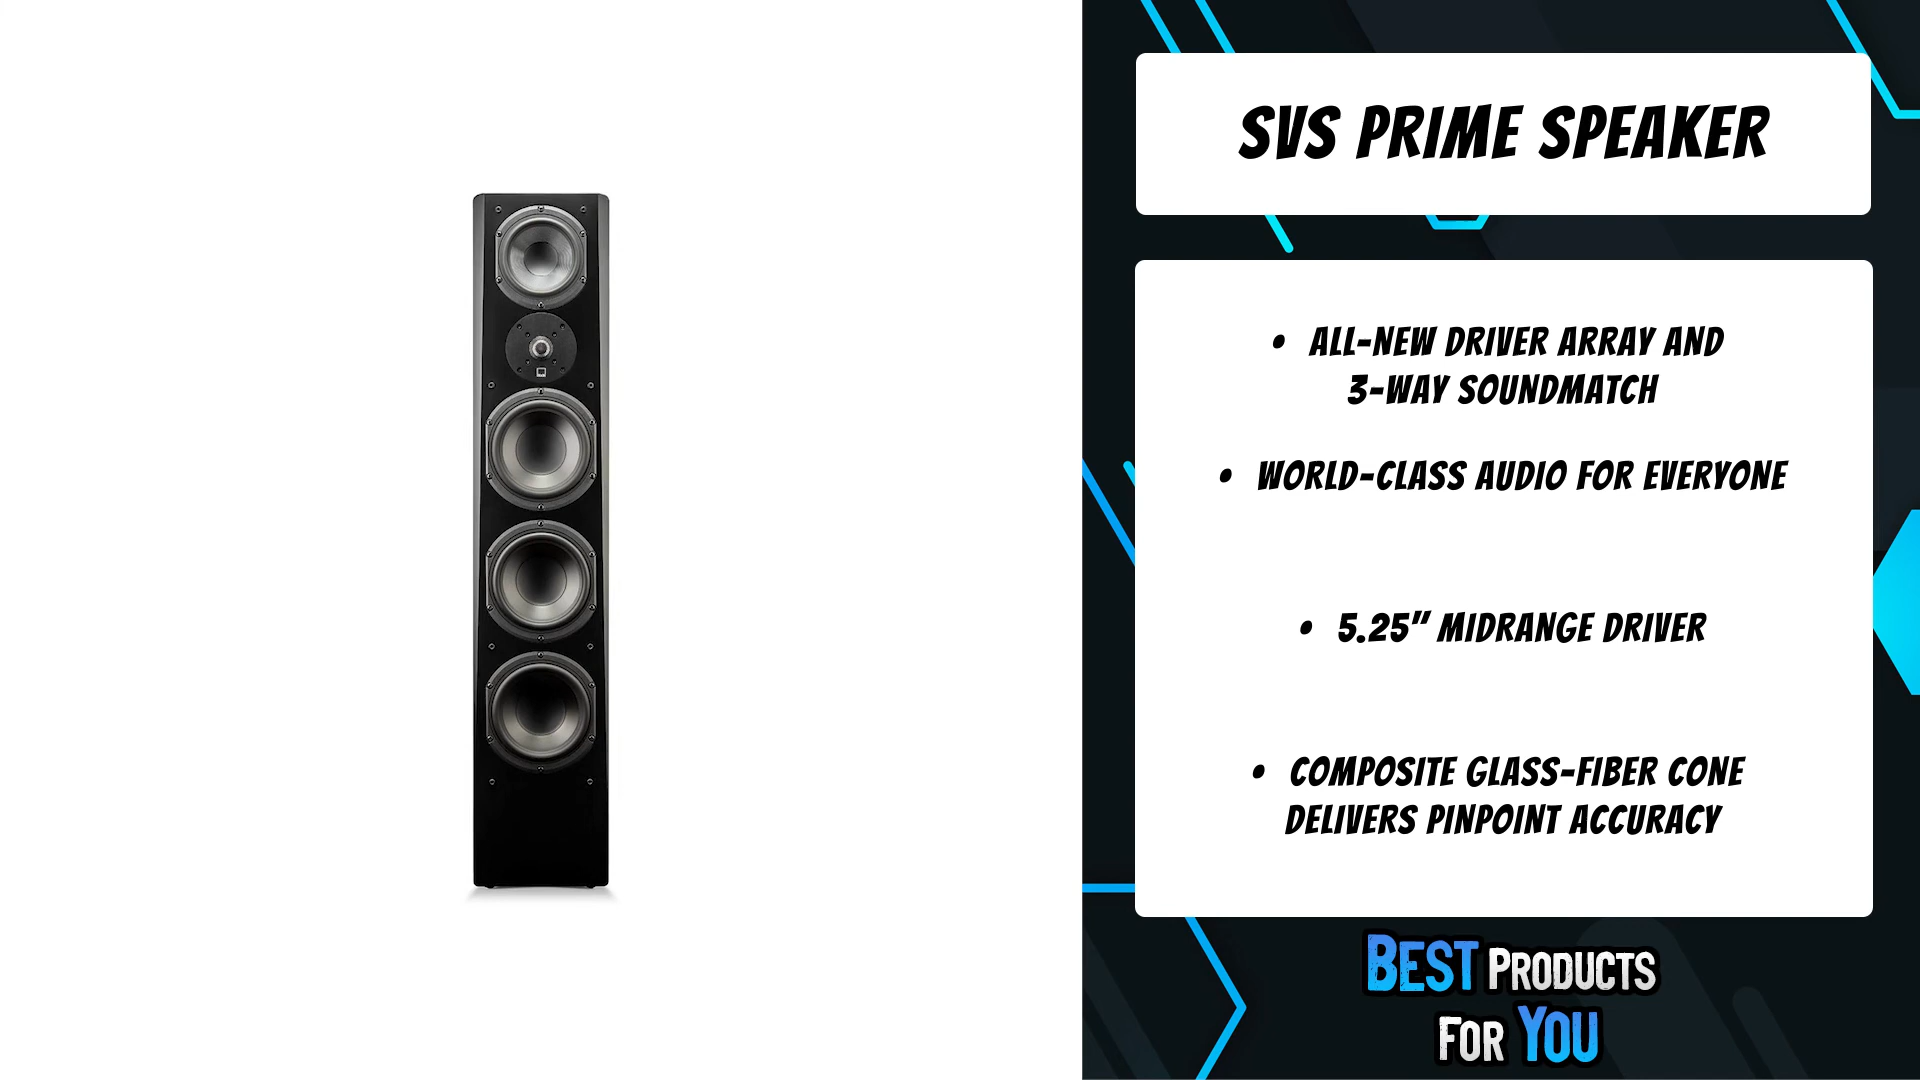 SVS PRIME SPEAKER
• ALL-NEW DRIVER ARRAY AND
3-WAY SOUNDMATCH
• WORLD-CLASS AUDIO FOR EVERYONE
• 5.25" MIDRANGE DRIVER
• COMPOSITE GLASS-FIBER CONE
DELIVERS PINPOINT ACCURACY
BEST PRODUCTS
FOR YOU